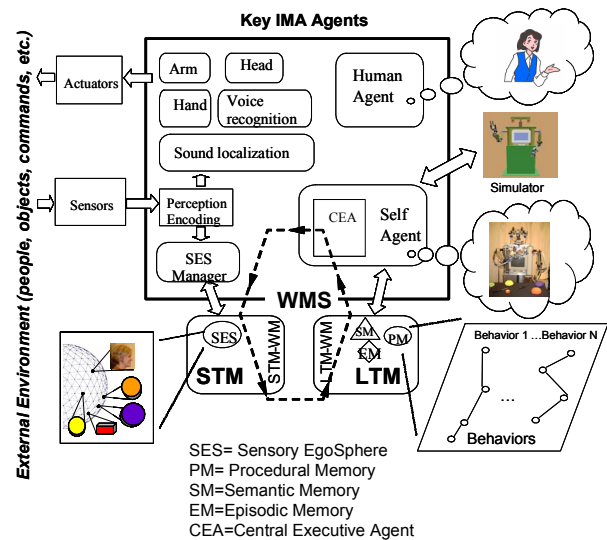 Key IMA Agents
External Environment (people, objects, commands, etc.)
Actuators
Sensors
Arm
Head
Hand
Voice
recognition
Sound localization
Perception
Encoding
SES
Manager
Human
Agent
CEA
Self
Agent
Simulator
WMS
SES
STM-WM
STM
LTM-WM
SM
EM
PM
LTM
Behavior 1 ...Behavior N
...
Behaviors
SES= Sensory EgoSphere
PM= Procedural Memory
SM=Semantic Memory
EM=Episodic Memory
CEA=Central Executive Agent